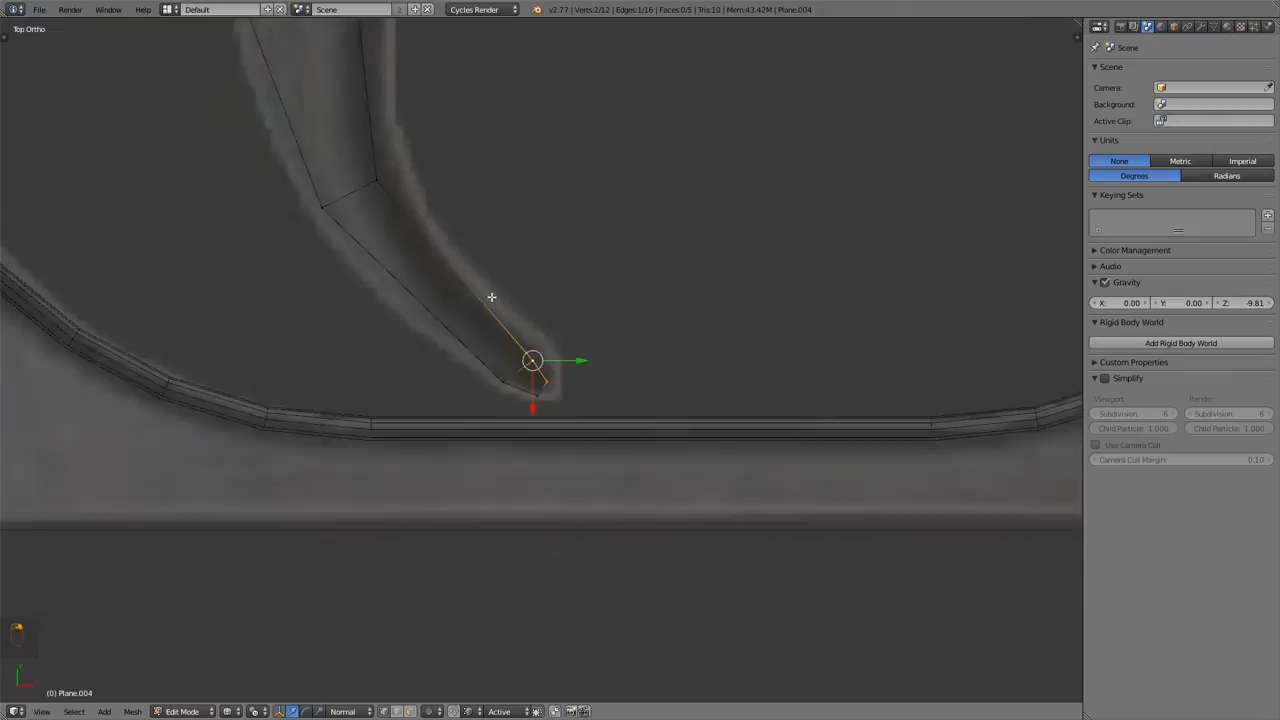 File Render Window Help Default Scene 2 Cycles Render v2.77 | Verts:2/12 | Edges:1/16 | Faces:0/5 | Tris:10 | Mem:43.42M | Plane.004
Top Ortho
Scene
Scene
Camera:
Background:
Active Clip:
Units
None Metric Imperial
Degrees Radians
Keying Sets
Color Management
Audio
Gravity
X: 0.00 Y: 0.00 Z: -9.81
Rigid Body World
Add Rigid Body World
Custom Properties
Simplify
Viewport: Render:
Subdivision: 6 Subdivision: 6
Child Particle: 1.000 Child Particle: 1.000
Use Camera Cull
Camera Cull Margin: 0.10
(0) Plane.004
View Select Add Mesh Edit Mode Normal Active